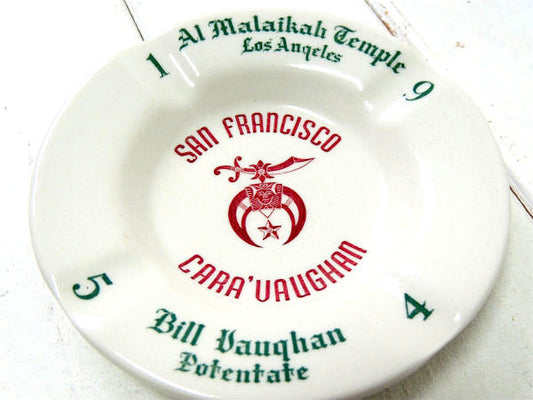 Al Malaikah Temple
Los Angeles
1 9
SAN FRANCISCO
CARA'VAUGHAN
5 4
Bill Vaughan
Potentate